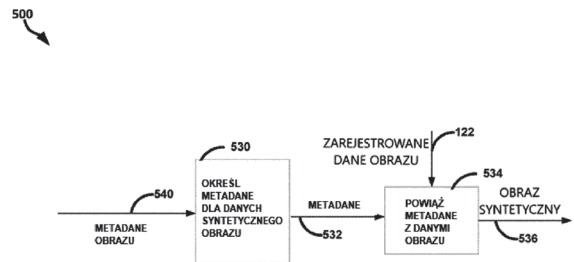 500
530
OKREŚL
METADANE
DLA DANYCH
SYNTETYCZNEGO
OBRAZU
540
METADANE
OBRAZU
METADANE
532
ZAREJESTROWANE
DANE OBRAZU
122
534
POWIĄŻ
METADANE
Z DANYMI
OBRAZU
OBRAZ
SYNTETYCZNY
536